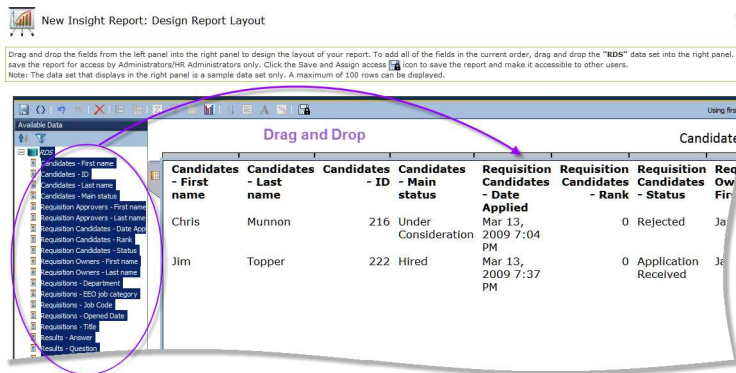 New Insight Report: Design Report Layout
Drag and drop the fields from the left panel into the right panel to design the layout of your report. To add all of the fields in the current order, drag and drop the "RDS" data set into the right panel.
save the report for access by Administrators/HR Administrators only. Click the Save and Assign access icon to save the report and make it accessible to other users.
Note: The data set that displays in the right panel is a sample data set only. A maximum of 100 rows can be displayed.
Using firs
Available Data
Drag and Drop
Candidate
RDS
Candidates - First name
Candidates - ID
Candidates - Last name
Candidates - Main status
Requisition Approvers - First name
Requisition Approvers - Last name
Requisition Candidates - Date App
Requisition Candidates - Rank
Requisition Candidates - Status
Requisition Owners - First name
Requisition Owners - Last name
Requisitions - Department
Requisitions - EEO job category
Requisitions - Job Code
Requisitions - Opened Date
Requisitions - Title
Results - Answer
Results - Question
Candidates Candidates Candidates Candidates Requisition Requisition Requisition Req
- First - Last - ID - Main Candidates Candidates Candidates Ow
name name status - Date - Rank - Status Fir
Applied
Chris Munnon 216 Under Mar 13, 0 Rejected Ja
Consideration 2009 7:04
PM
Jim Topper 222 Hired Mar 13, 0 Application Ja
2009 7:37 Received
PM